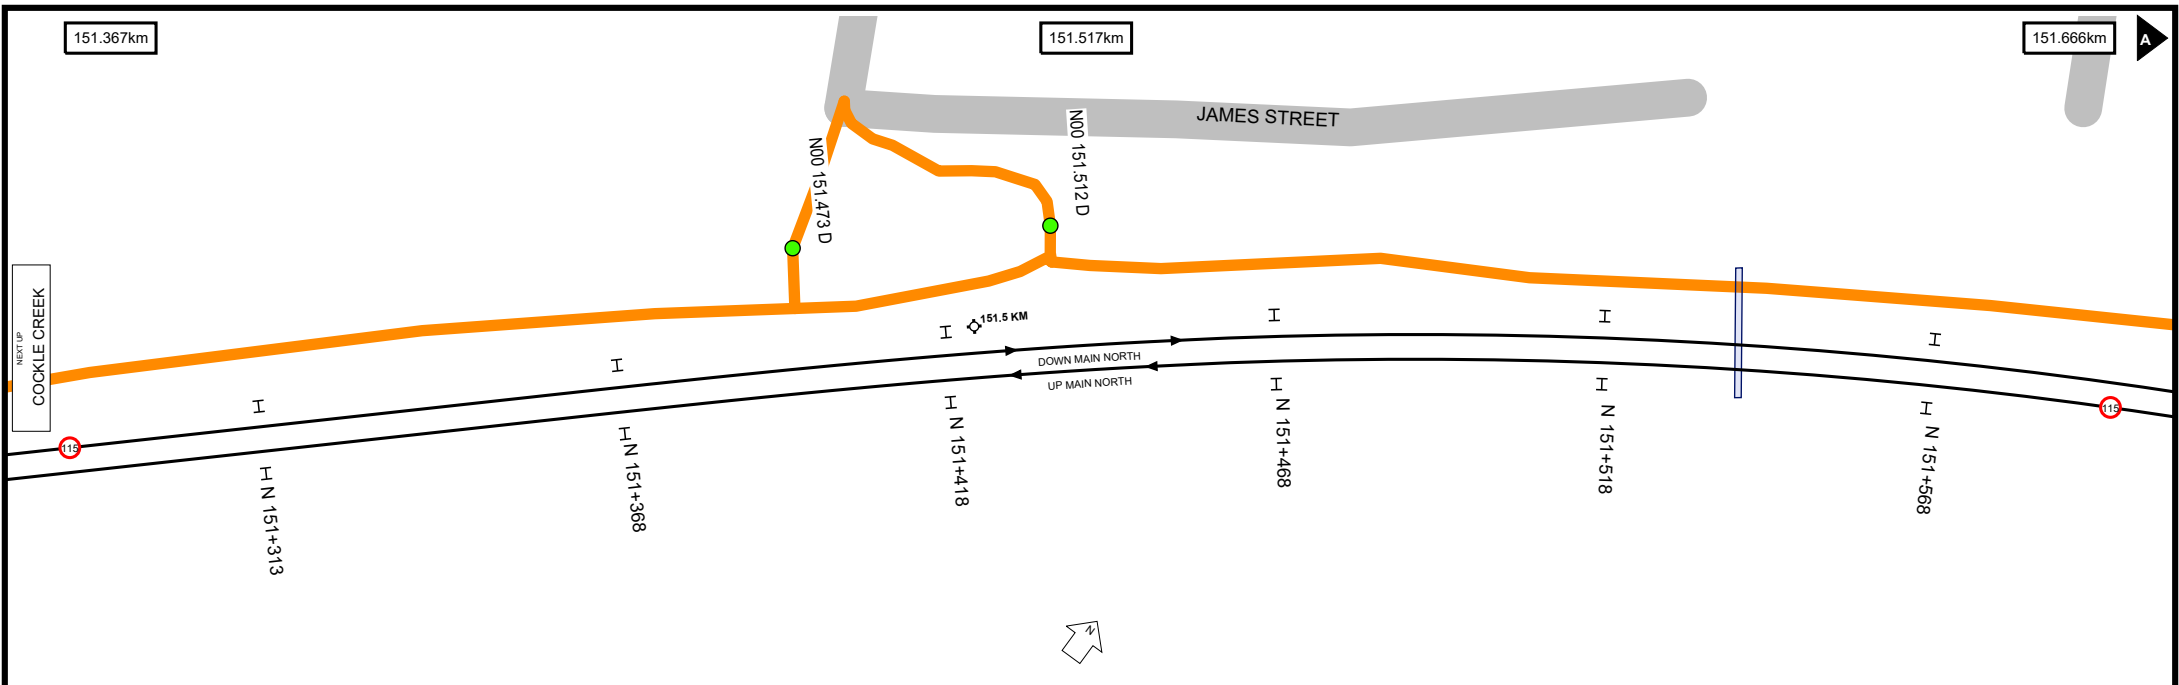 151.367km
151.517km
151.666km
A
JAMES STREET
N00 151.473 D
N00 151.512 D
NEXT UP
COCKLE CREEK
151.5 KM
DOWN MAIN NORTH
UP MAIN NORTH
115
115
N 151+313
N 151+368
N 151+418
N 151+468
N 151+518
N 151+568
N